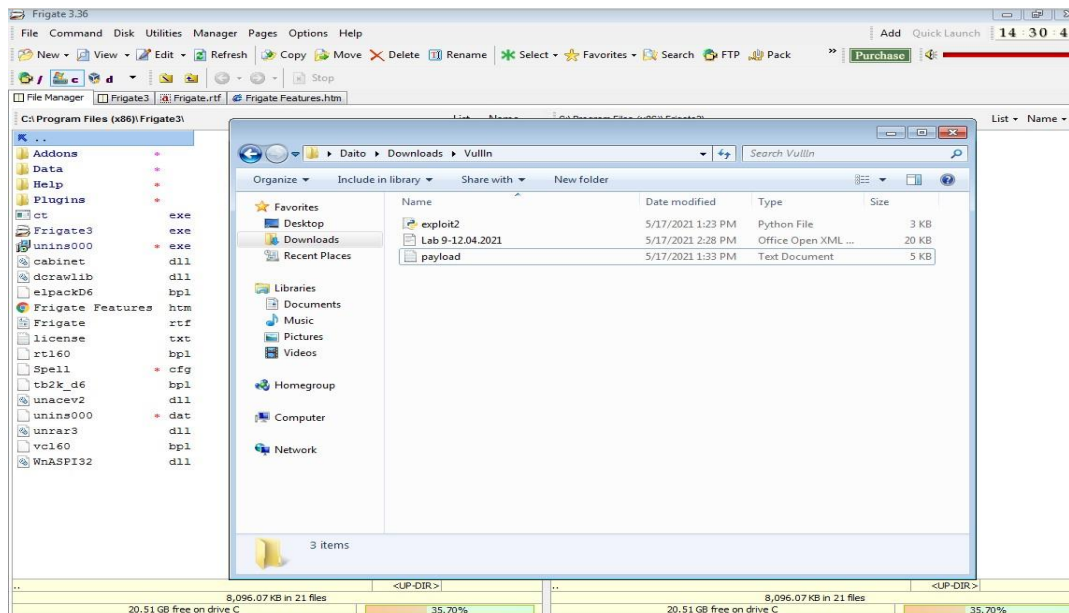 Frigate 3.36
File Command Disk Utilities Manager Pages Options Help
Add Quick Launch 14:30:4
New View Edit Refresh Copy Move Delete Rename Select Favorites Search FTP Pack » Purchase
/ c d Stop
File Manager Frigate3 Frigate.rtf Frigate Features.htm
C:\Program Files (x86)\Frigate3\
List Name
..
Addons
Data
Help
Plugins
ct exe
Frigate3 exe
unins000 * exe
cabinet dll
dcrawlib dll
elpackD6 bpl
Frigate Features htm
Frigate rtf
license txt
rtl60 bpl
Spell * cfg
tb2k_d6 bpl
unacev2 dll
unins000 * dat
unrar3 dll
vcl60 bpl
WnASPI32 dll
Daito Downloads Vullln
Search Vullln
Organize Include in library Share with New folder
Favorites
Desktop
Downloads
Recent Places
Libraries
Documents
Music
Pictures
Videos
Homegroup
Computer
Network
Name Date modified Type Size
exploit2 5/17/2021 1:23 PM Python File 3 KB
Lab 9-12.04.2021 5/17/2021 2:28 PM Office Open XML ... 20 KB
payload 5/17/2021 1:33 PM Text Document 5 KB
3 items
.. <UP-DIR> .. <UP-DIR>
8,096.07 KB in 21 files 8,096.07 KB in 21 files
20.51 GB free on drive C 35.70% 20.51 GB free on drive C 35.70%